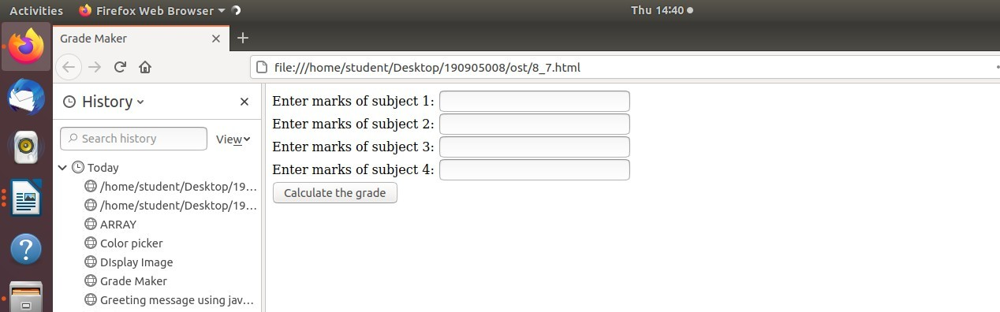 Activities Firefox Web Browser Thu 14:40
Grade Maker
file:///home/student/Desktop/190905008/ost/8_7.html
History
Search history View
Today
/home/student/Desktop/19...
/home/student/Desktop/19...
ARRAY
Color picker
DIsplay Image
Grade Maker
Greeting message using jav...
Enter marks of subject 1:
Enter marks of subject 2:
Enter marks of subject 3:
Enter marks of subject 4:
Calculate the grade